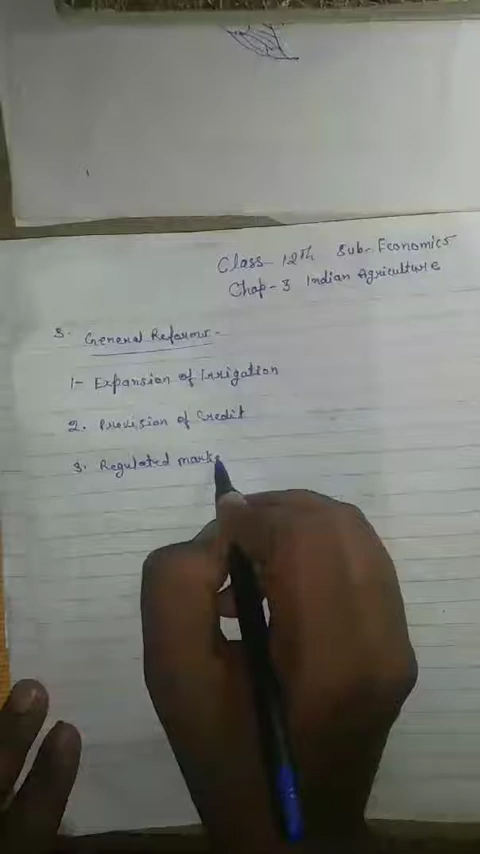 Class 12th Sub-Economics
Chap-3 Indian Agriculture
3. General Reforms-
1- Expansion of Irrigation
2. Provision of Credit
3. Regulated marke